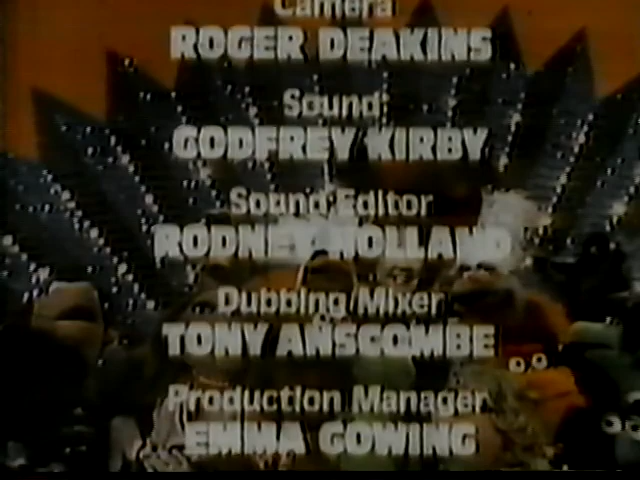 Camera
ROGER DEAKINS
Sound
GODFREY KIRBY
Sound Editor
RODNEY HOLLAND
Dubbing Mixer
TONY ANSCOMBE
Production Manager
EMMA GOWING